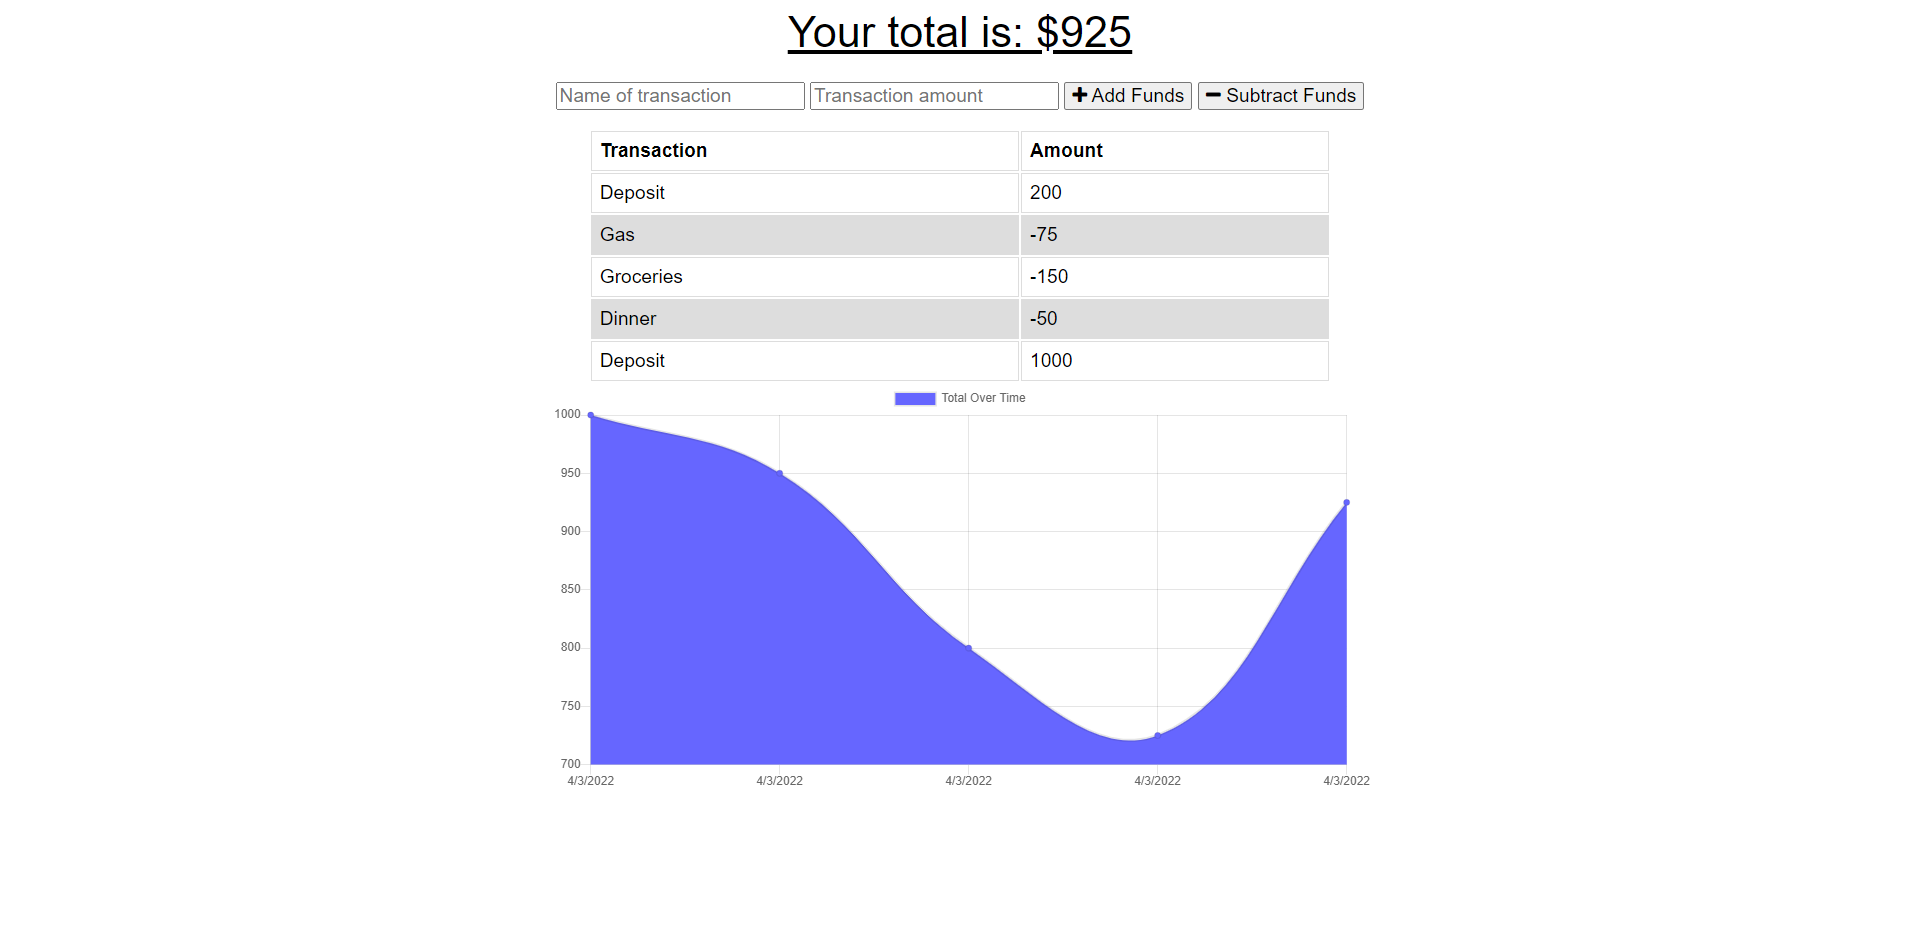 Your total is: $925
Name of transaction Transaction amount Add Funds Subtract Funds
Transaction Amount
Deposit 200
Gas -75
Groceries -150
Dinner -50
Deposit 1000
Total Over Time
1000
950
900
850
800
750
700
4/3/2022 4/3/2022 4/3/2022 4/3/2022 4/3/2022